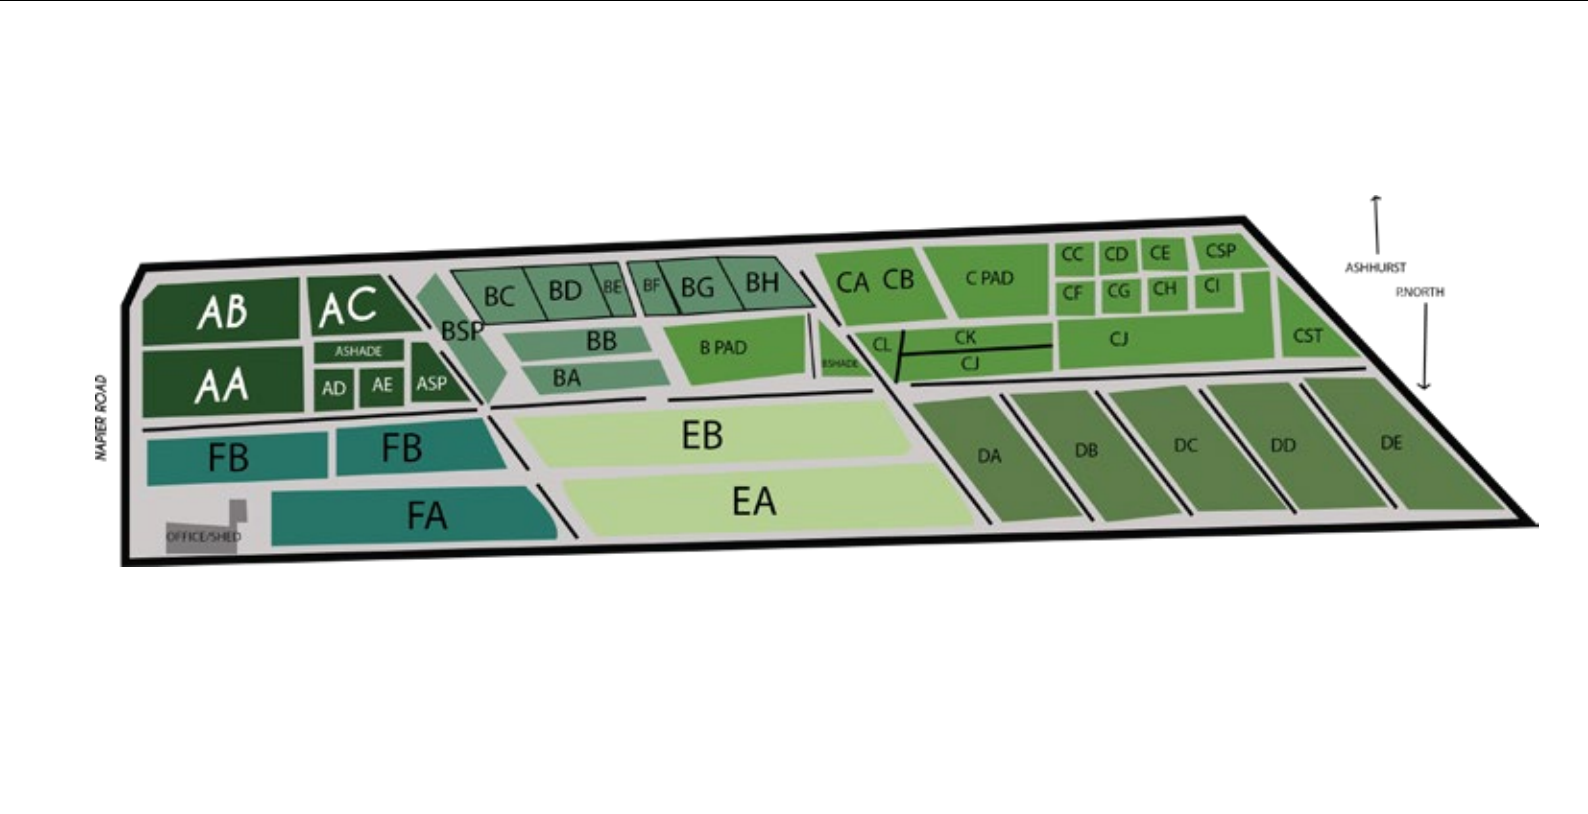 ASHHURST
P.NORTH
NAPIER ROAD
AB
AC
AA
ASHADE
AD
AE
ASP
BSP
BC
BD
BE
BF
BG
BH
BB
BA
B PAD
BSHADE
CA CB
C PAD
CC
CD
CE
CSP
CF
CG
CH
CI
CL
CK
CJ
CJ
CST
FB
FB
FA
OFFICE/SHED
EB
EA
DA
DB
DC
DD
DE